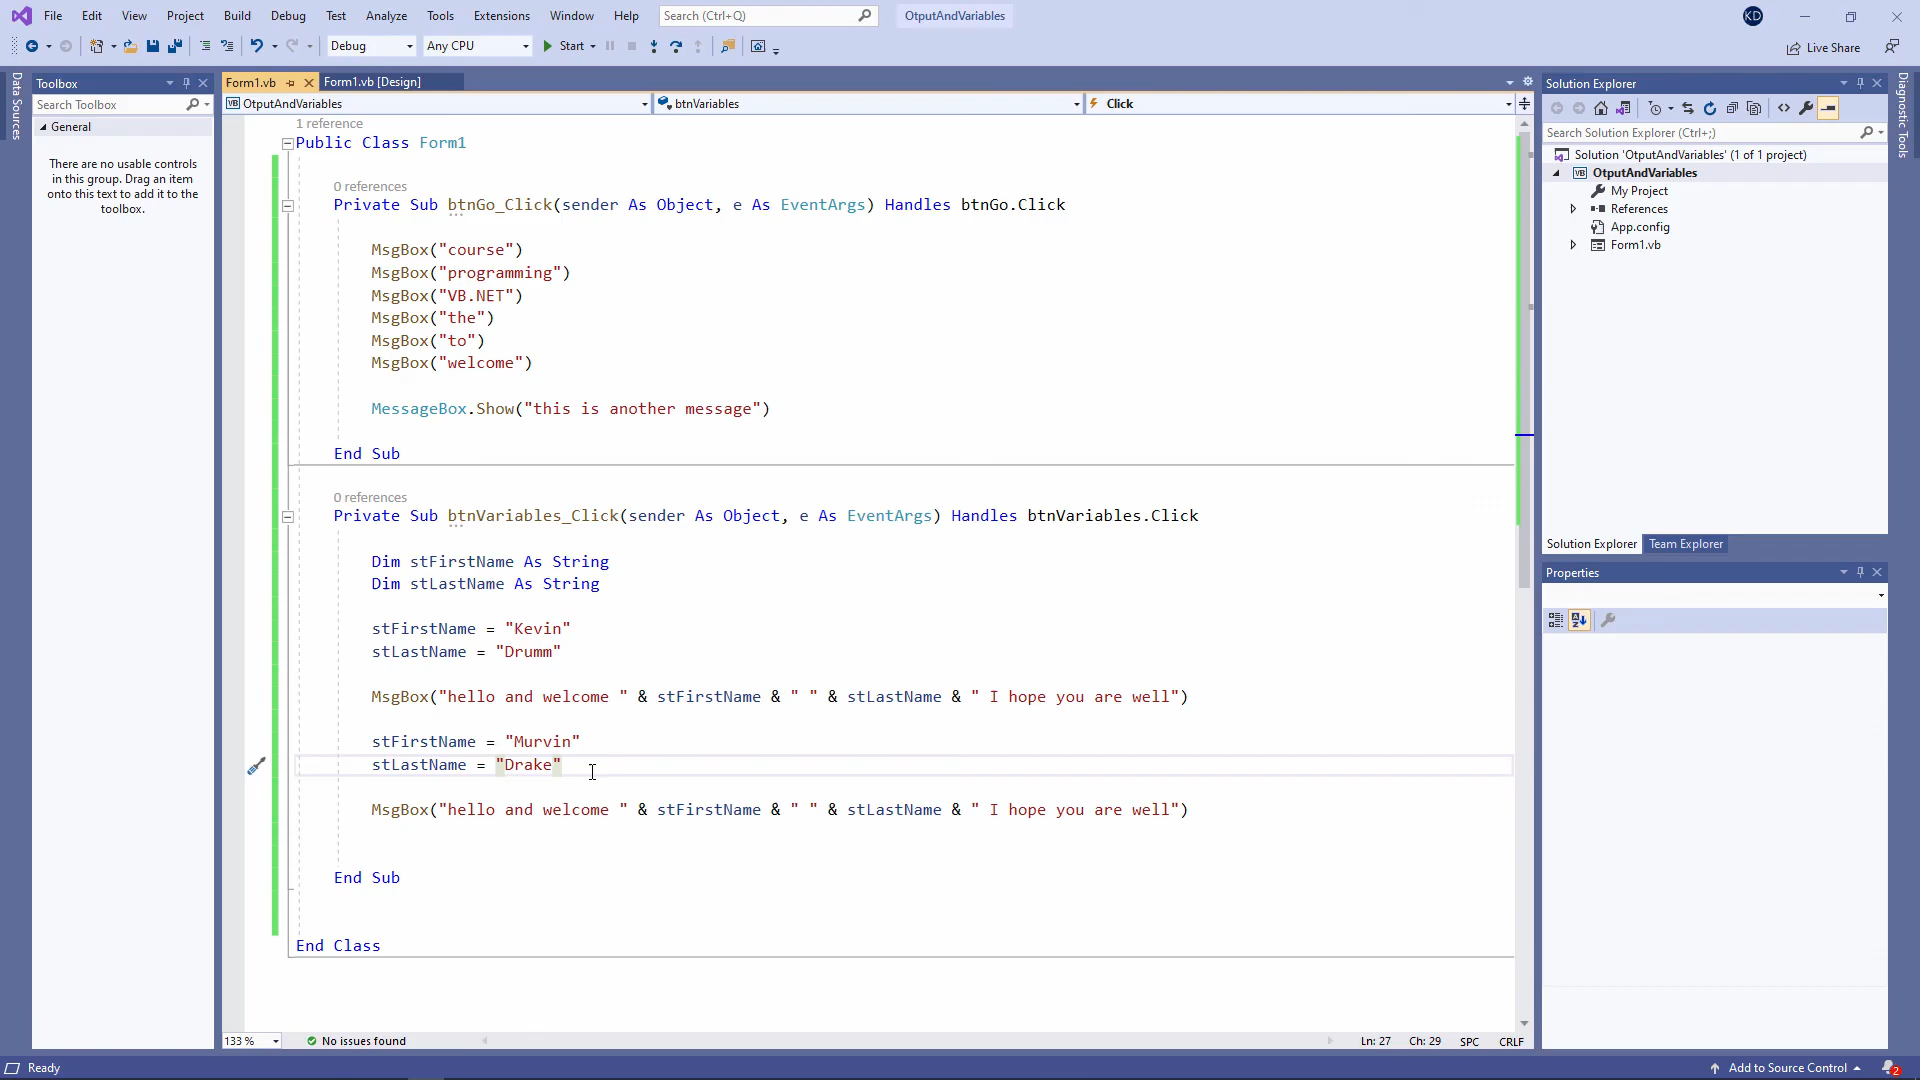 File Edit View Project Build Debug Test Analyze Tools Extensions Window Help Search (Ctrl+Q) OtputAndVariables KD
Debug Any CPU Start Live Share
Data Sources
Toolbox
Search Toolbox
General
There are no usable controls
in this group. Drag an item
onto this text to add it to the
toolbox.
Form1.vb Form1.vb [Design]
VB OtputAndVariables btnVariables Click
1 reference
Public Class Form1
0 references
Private Sub btnGo_Click(sender As Object, e As EventArgs) Handles btnGo.Click
MsgBox("course")
MsgBox("programming")
MsgBox("VB.NET")
MsgBox("the")
MsgBox("to")
MsgBox("welcome")
MessageBox.Show("this is another message")
End Sub
0 references
Private Sub btnVariables_Click(sender As Object, e As EventArgs) Handles btnVariables.Click
Dim stFirstName As String
Dim stLastName As String
stFirstName = "Kevin"
stLastName = "Drumm"
MsgBox("hello and welcome " & stFirstName & " " & stLastName & " I hope you are well")
stFirstName = "Murvin"
stLastName = "Drake"
MsgBox("hello and welcome " & stFirstName & " " & stLastName & " I hope you are well")
End Sub
End Class
133 % No issues found Ln: 27 Ch: 29 SPC CRLF
Solution Explorer
Search Solution Explorer (Ctrl+;)
Solution 'OtputAndVariables' (1 of 1 project)
VB OtputAndVariables
My Project
References
App.config
Form1.vb
Solution Explorer Team Explorer
Properties
Diagnostic Tools
Ready Add to Source Control 2